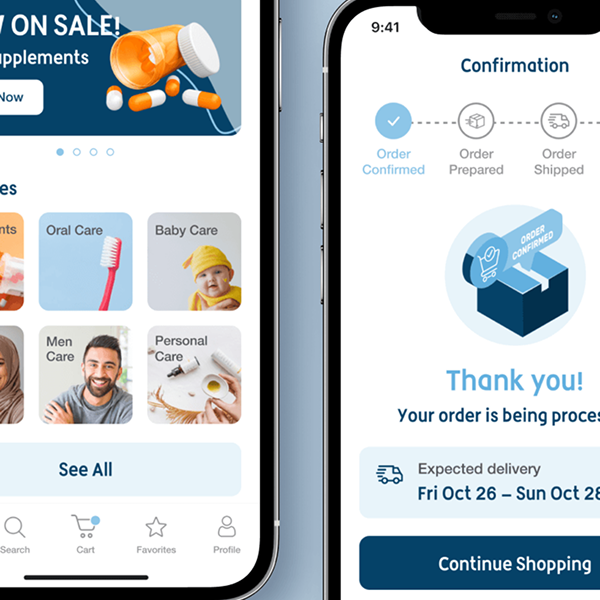 ON SALE!
Now
es
nts
Oral Care
Baby Care
Men
Care
Personal
Care
See All
Search
Cart
Favorites
Profile
9:41
Confirmation
Order
Confirmed
Order
Prepared
Order
Shipped
ORDER
CONFIRMED
Thank you!
Your order is being proces
Expected delivery
Fri Oct 26 – Sun Oct 28
Continue Shopping